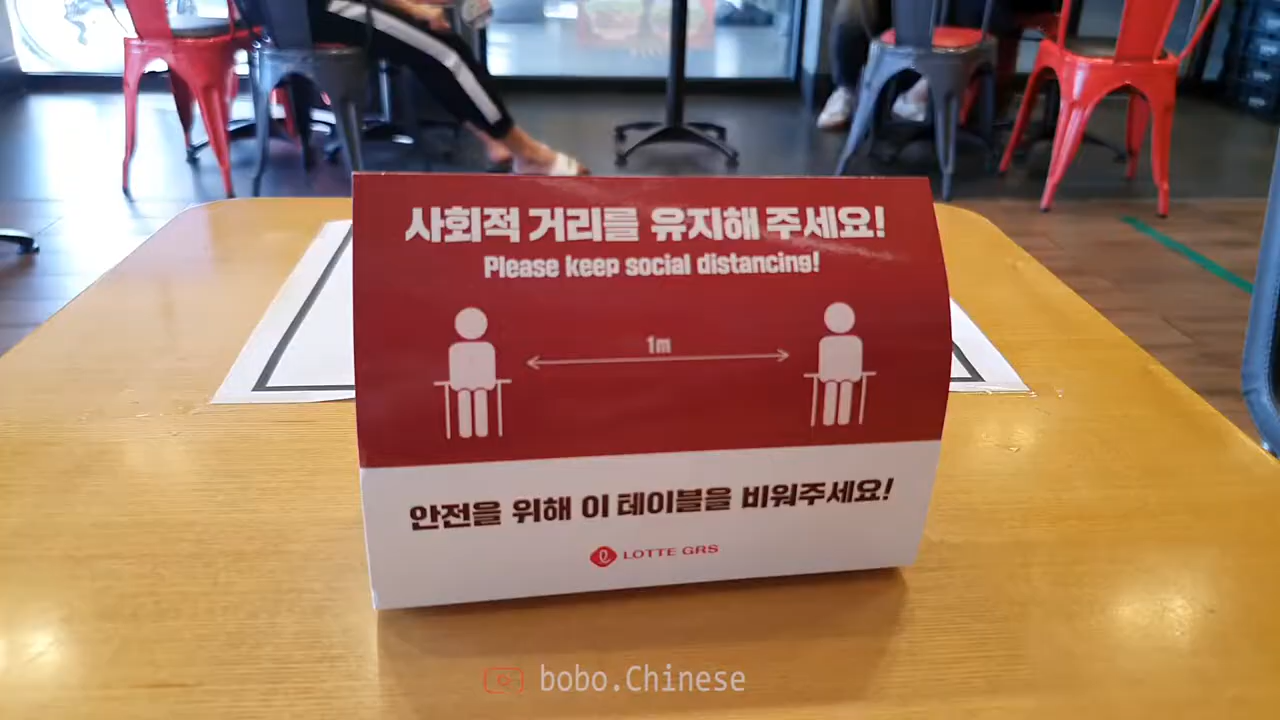 사회적 거리를 유지해 주세요!
Please keep social distancing!
1m
안전을 위해 이 테이블을 비워주세요!
LOTTE GRS
bobo.Chinese